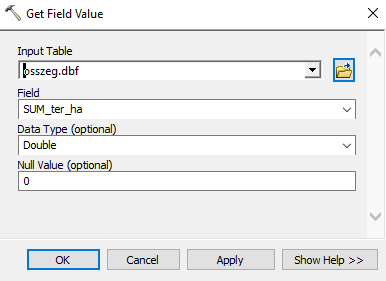 Get Field Value
Input Table
osszeg.dbf
Field
SUM_ter_ha
Data Type (optional)
Double
Null Value (optional)
0
OK
Cancel
Apply
Show Help >>